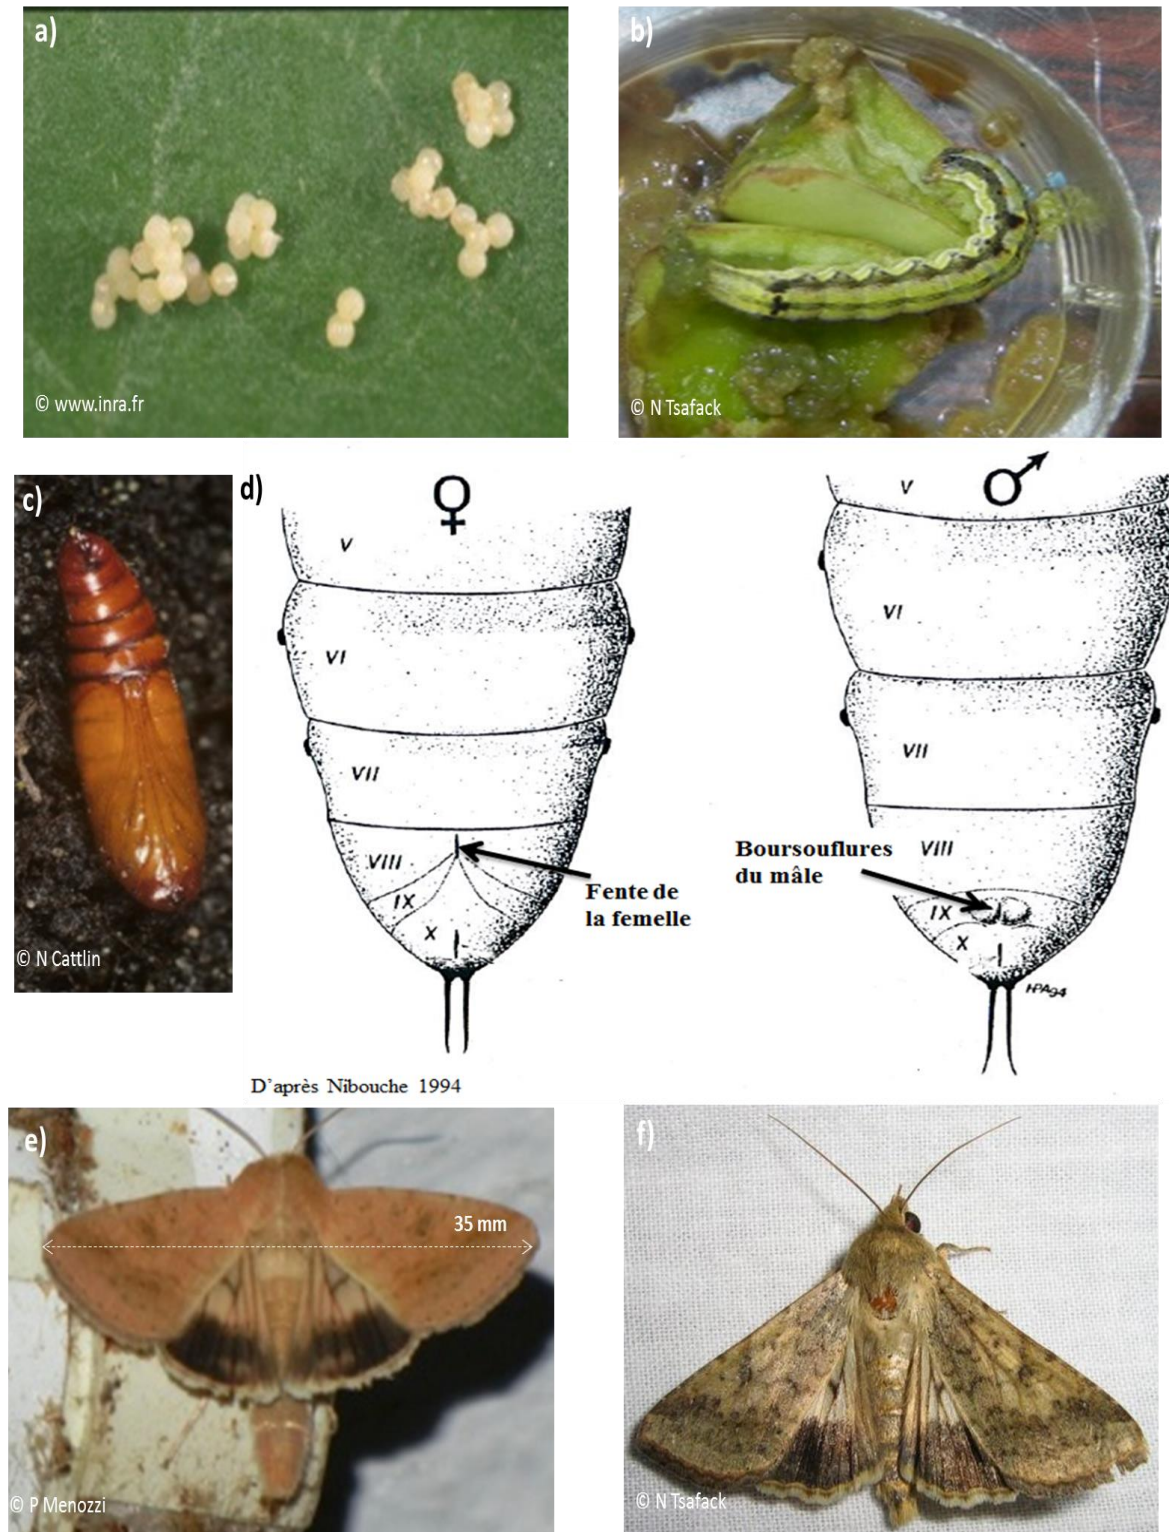 a)
© www.inra.fr
b)
© N Tsafack
c)
© N Cattlin
d)
♀
V
VI
VII
VIII
IX
X
Fente de
la femelle
♂
V
VI
VII
VIII
IX
X
Boursouflures
du mâle
HPA94
D'après Nibouche 1994
e)
35 mm
© P Menozzi
f)
© N Tsafack